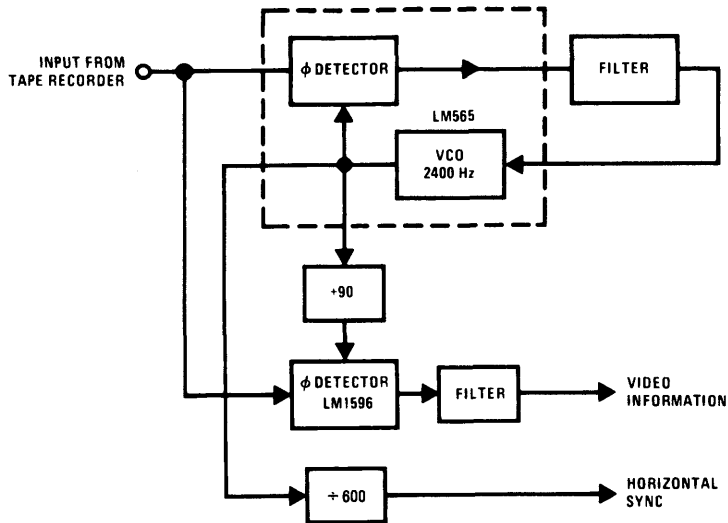 INPUT FROM
TAPE RECORDER
ϕ DETECTOR
FILTER
LM565
VCO
2400 Hz
+90
ϕ DETECTOR
LM1596
FILTER
VIDEO
INFORMATION
÷ 600
HORIZONTAL
SYNC